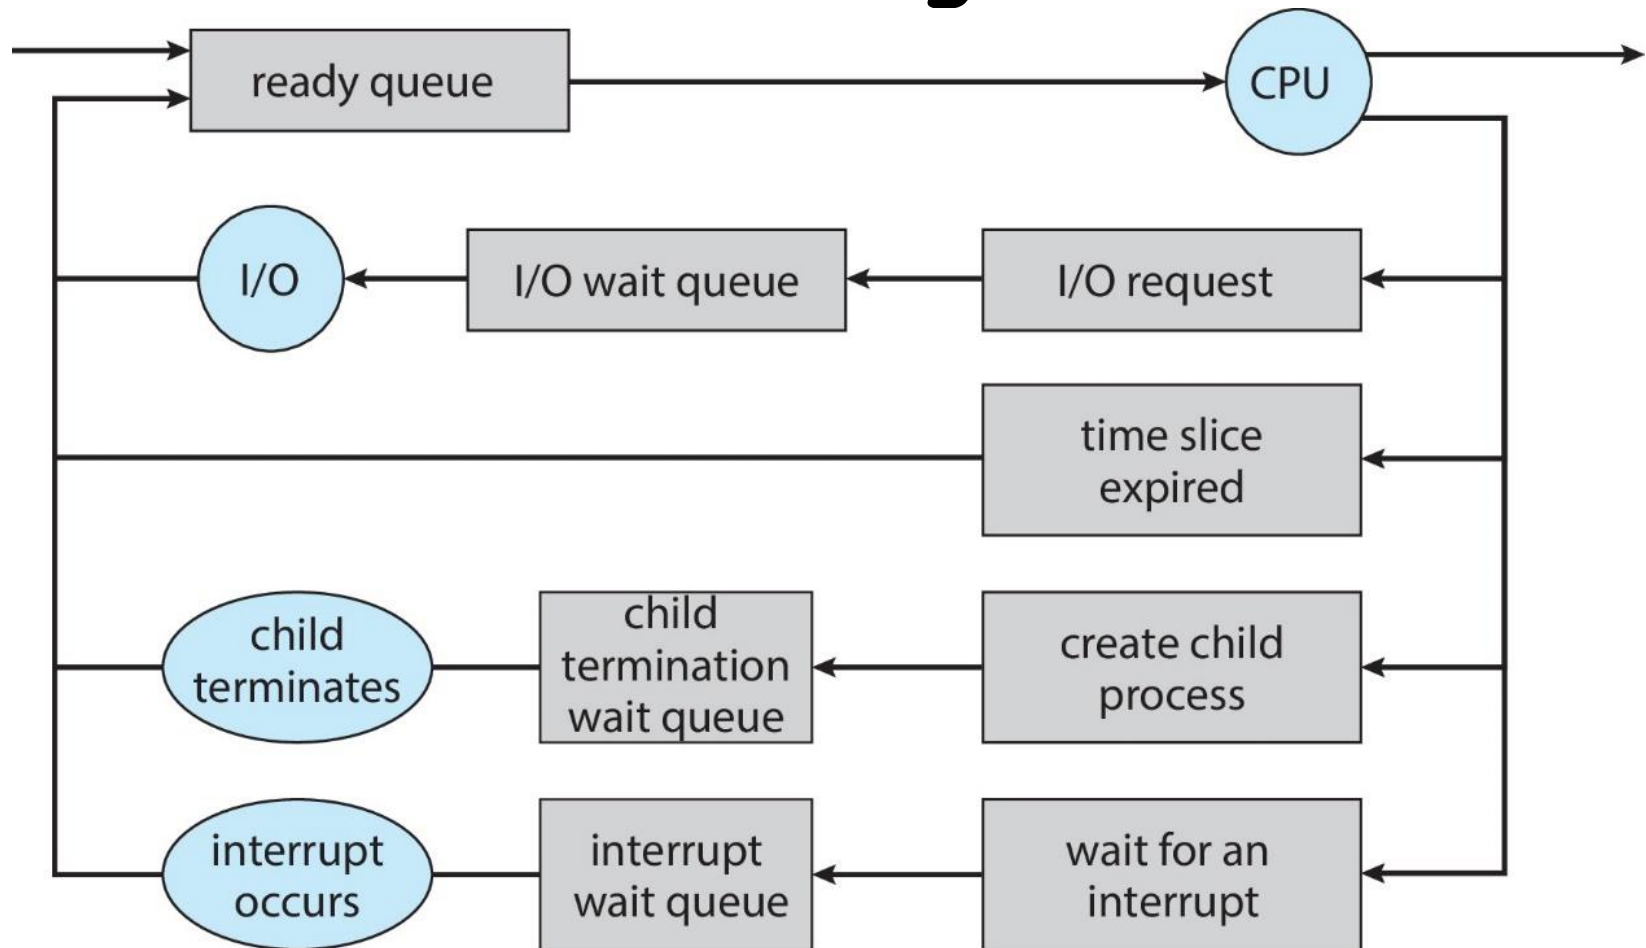 ready queue
CPU
I/O
I/O wait queue
I/O request
time slice
expired
child
terminates
child
termination
wait queue
create child
process
interrupt
occurs
interrupt
wait queue
wait for an
interrupt